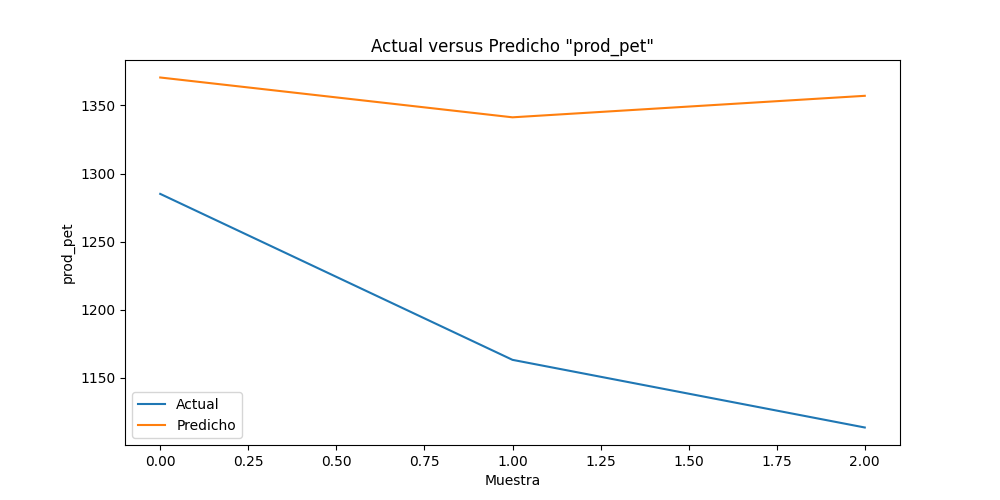 Actual versus Predicho "prod_pet"
prod_pet
1350
1300
1250
1200
1150
Actual
Predicho
0.00 0.25 0.50 0.75 1.00 1.25 1.50 1.75 2.00
Muestra